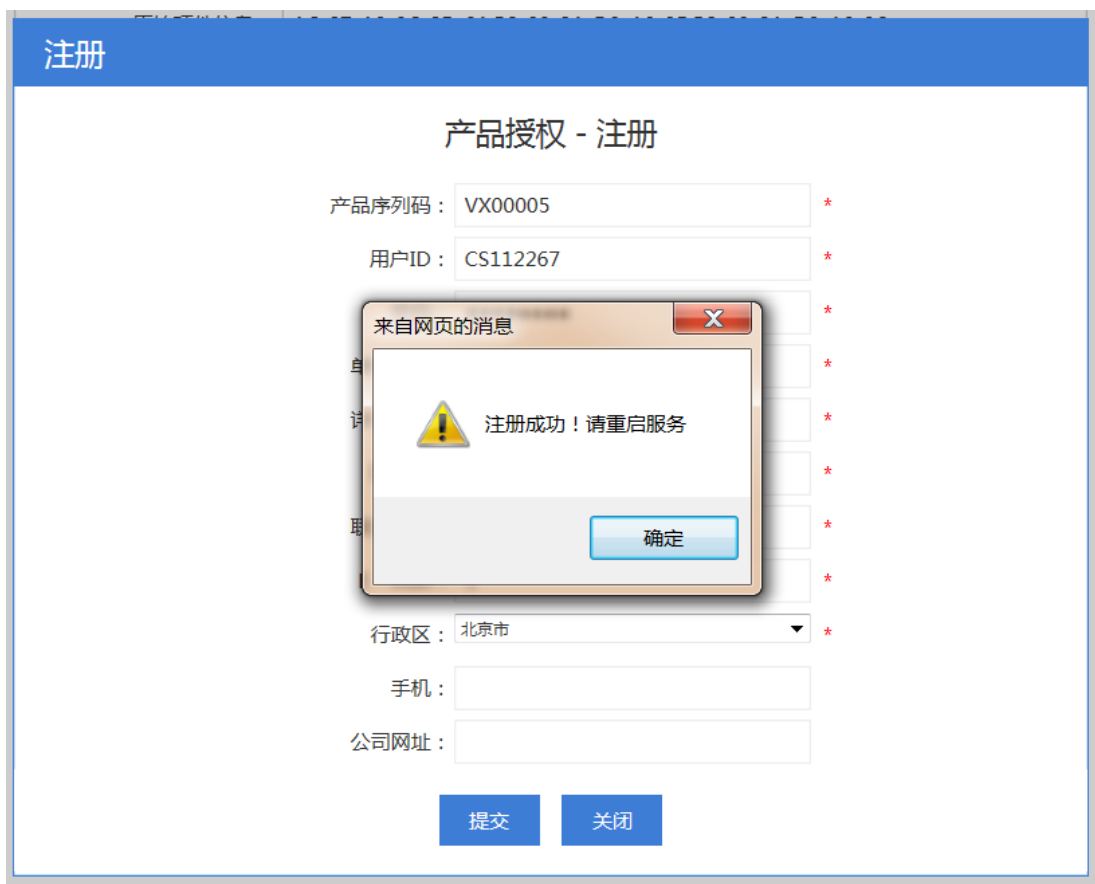 注册
产品授权 - 注册
产品序列码： VX00005 *
用户ID： CS112267 *
*
来自网页的消息
*
注册成功！请重启服务
*
*
*
确定
*
行政区： 北京市 *
手机：
公司网址：
提交 关闭